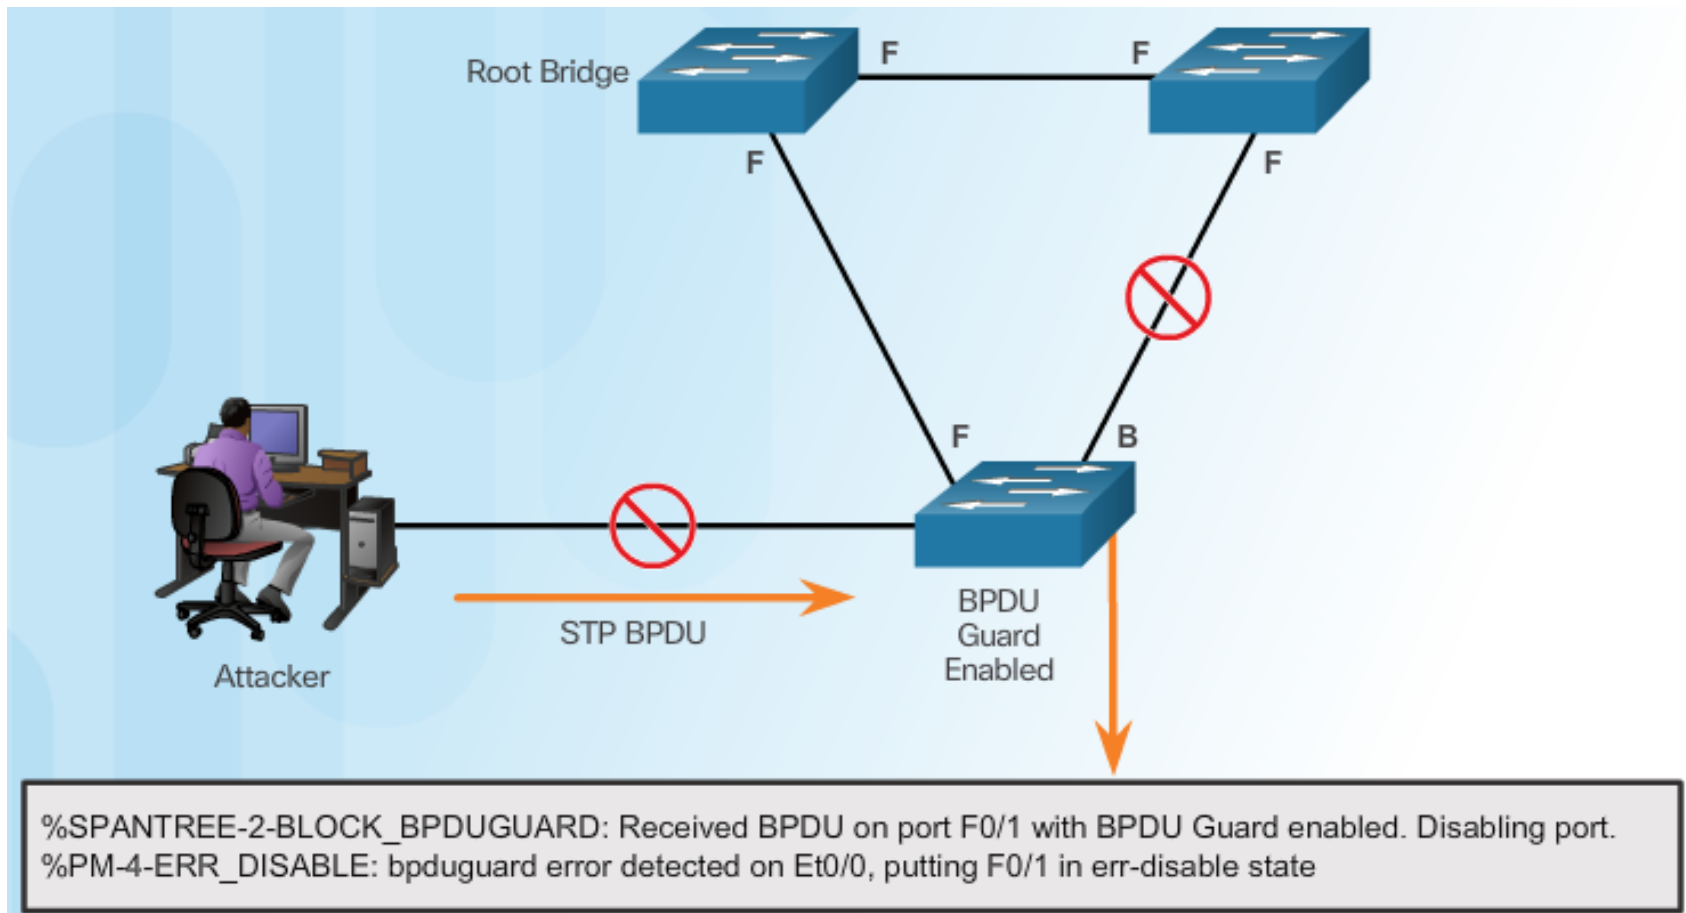 Root Bridge
F
F
F
F
F
B
STP BPDU
Attacker
BPDU
Guard
Enabled
%SPANTREE-2-BLOCK_BPDUGUARD: Received BPDU on port F0/1 with BPDU Guard enabled. Disabling port.
%PM-4-ERR_DISABLE: bpduguard error detected on Et0/0, putting F0/1 in err-disable state